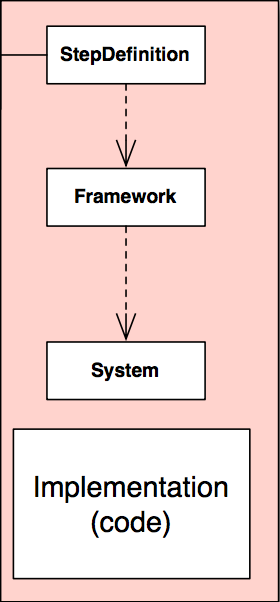 StepDefinition
Framework
System
Implementation
(code)